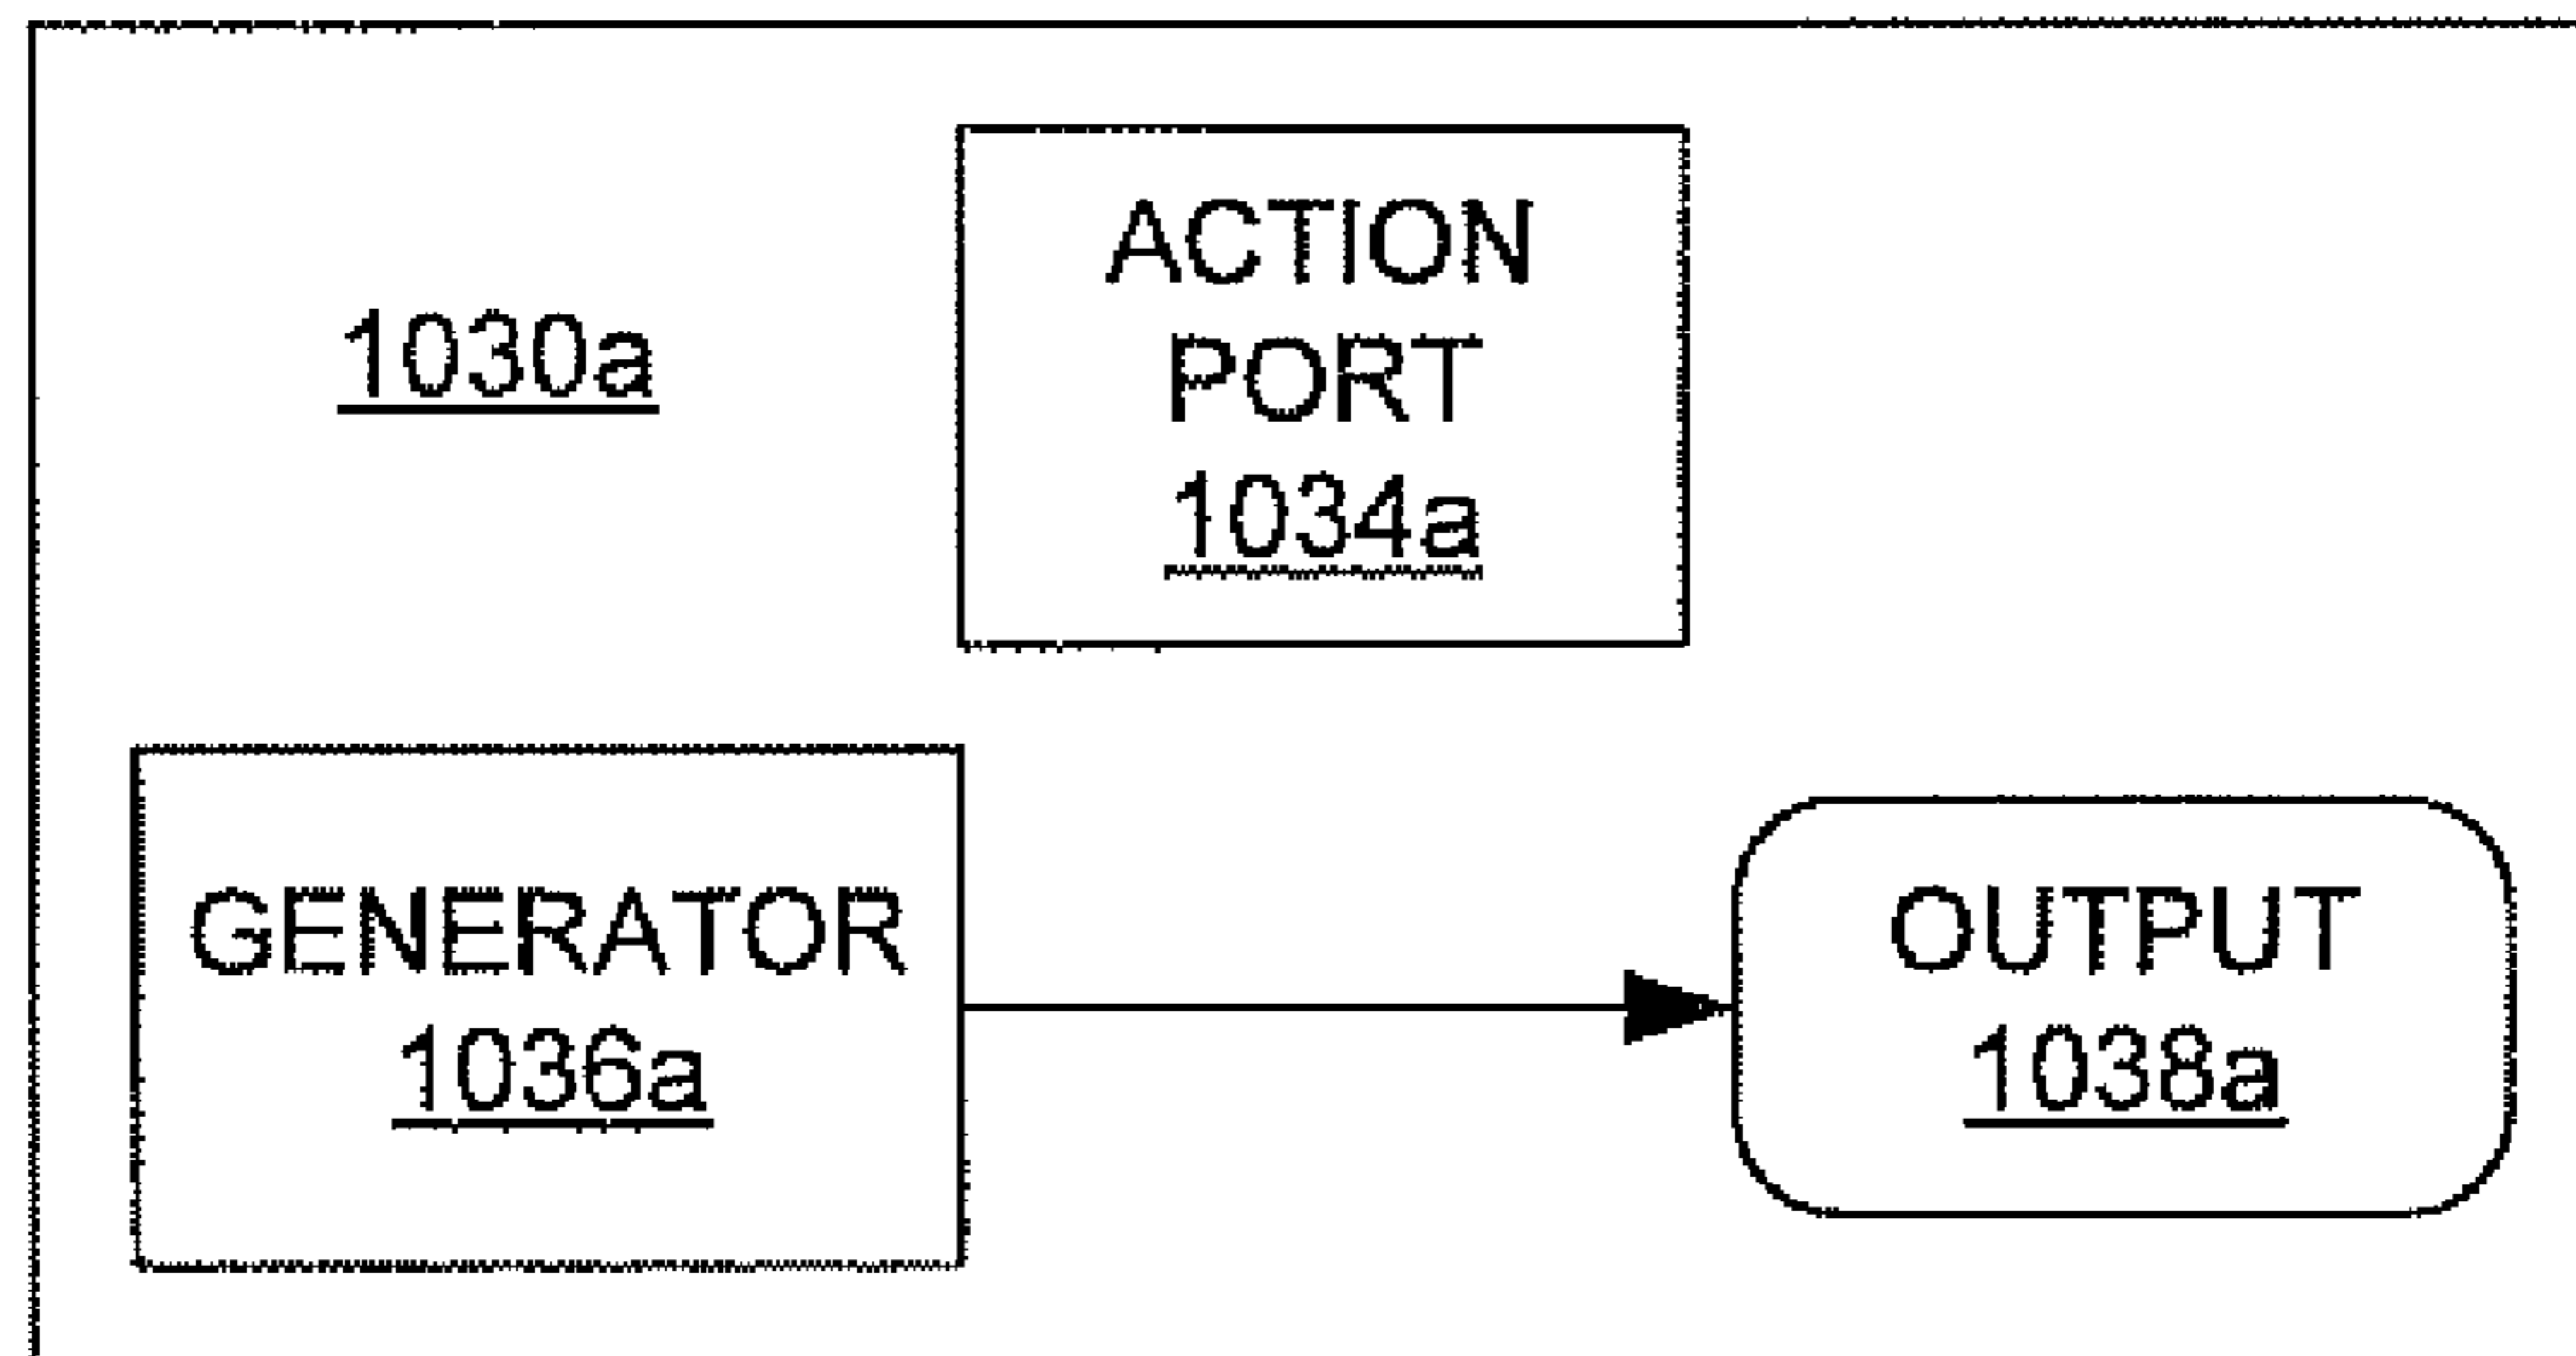 1030a
ACTION
PORT
1034a
GENERATOR
1036a
OUTPUT
1038a